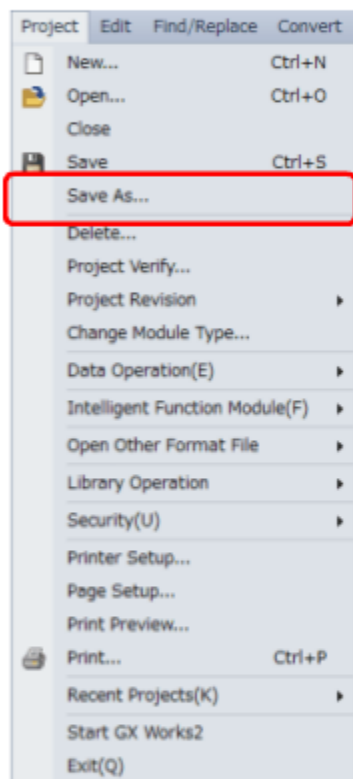 Project Edit Find/Replace Convert
New... Ctrl+N
Open... Ctrl+O
Close
Save Ctrl+S
Save As...
Delete...
Project Verify...
Project Revision
Change Module Type...
Data Operation(E)
Intelligent Function Module(F)
Open Other Format File
Library Operation
Security(U)
Printer Setup...
Page Setup...
Print Preview...
Print... Ctrl+P
Recent Projects(K)
Start GX Works2
Exit(Q)